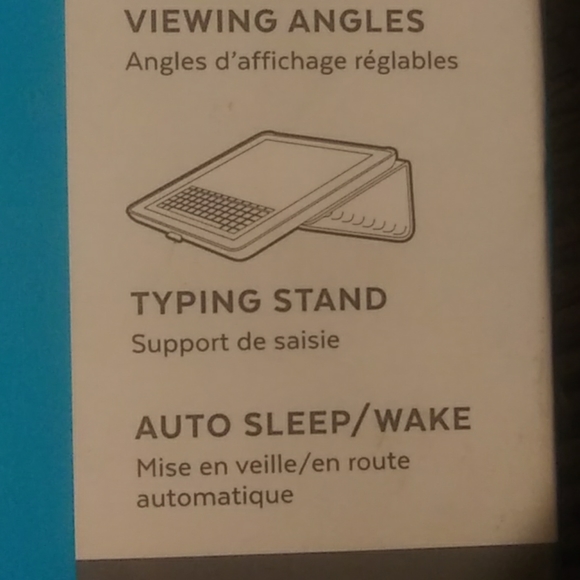 VIEWING ANGLES
Angles d'affichage réglables
TYPING STAND
Support de saisie
AUTO SLEEP/WAKE
Mise en veille/en route
automatique